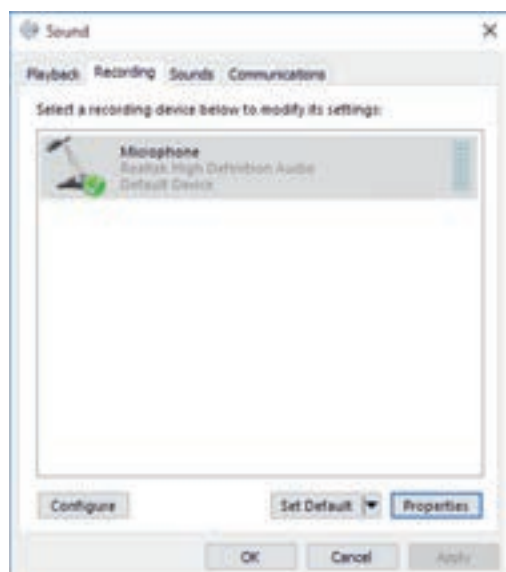 Sound
Playback Recording Sounds Communications
Select a recording device below to modify its settings:
Microphone
Realtek High Definition Audio
Default Device
Configure Set Default Properties
OK Cancel Apply